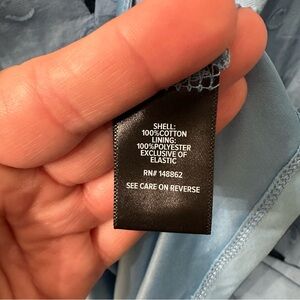 SHELL:
100%COTTON
LINING:
100%POLYESTER
EXCLUSIVE OF
ELASTIC
RN# 148862
SEE CARE ON REVERSE